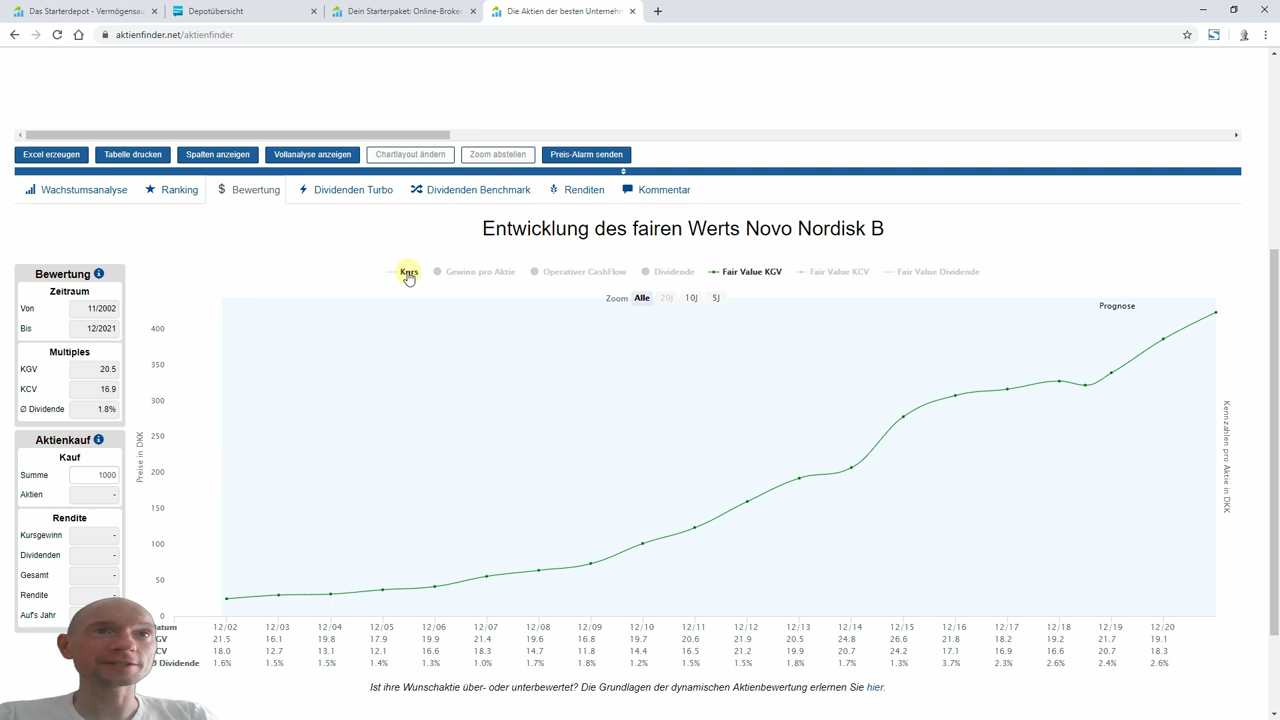 Das Starterdepot - Vermögensau
Depotübersicht
Dein Starterpaket: Online-Broker
Die Aktien der besten Unternehm
aktienfinder.net/aktienfinder
Excel erzeugen
Tabelle drucken
Spalten anzeigen
Vollanalyse anzeigen
Chartlayout ändern
Zoom abstellen
Preis-Alarm senden
Wachstumsanalyse
Ranking
Bewertung
Dividenden Turbo
Dividenden Benchmark
Renditen
Kommentar
Entwicklung des fairen Werts Novo Nordisk B
Kurs
Gewinn pro Aktie
Operativer CashFlow
Dividende
Fair Value KGV
Fair Value KCV
Fair Value Dividende
Zoom Alle 20J 10J 5J
Prognose
Bewertung
Zeitraum
Von 11/2002
Bis 12/2021
Multiples
KGV 20.5
KCV 16.9
Ø Dividende 1.8%
Aktienkauf
Kauf
Summe 1000
Aktien -
Rendite
Kursgewinn -
Dividenden -
Gesamt -
Rendite -
Auf's Jahr
Preise in DKK
400
350
300
250
200
150
100
50
0
Kennzahlen pro Aktie in DKK
atum 12/02 12/03 12/04 12/05 12/06 12/07 12/08 12/09 12/10 12/11 12/12 12/13 12/14 12/15 12/16 12/17 12/18 12/19 12/20
GV 21.5 16.1 19.8 17.9 19.9 21.4 19.6 16.8 19.7 20.6 21.9 20.5 24.8 26.6 21.8 18.2 19.2 21.7 19.1
CV 18.0 12.7 13.1 12.1 16.6 18.3 14.7 11.8 14.4 16.5 21.2 19.9 20.7 24.2 17.1 16.9 16.6 20.7 18.3
Ø Dividende 1.6% 1.5% 1.5% 1.4% 1.3% 1.0% 1.7% 1.8% 1.2% 1.5% 1.5% 1.8% 1.7% 1.3% 3.7% 2.3% 2.6% 2.4% 2.6%
Ist ihre Wunschaktie über- oder unterbewertet? Die Grundlagen der dynamischen Aktienbewertung erlernen Sie hier.